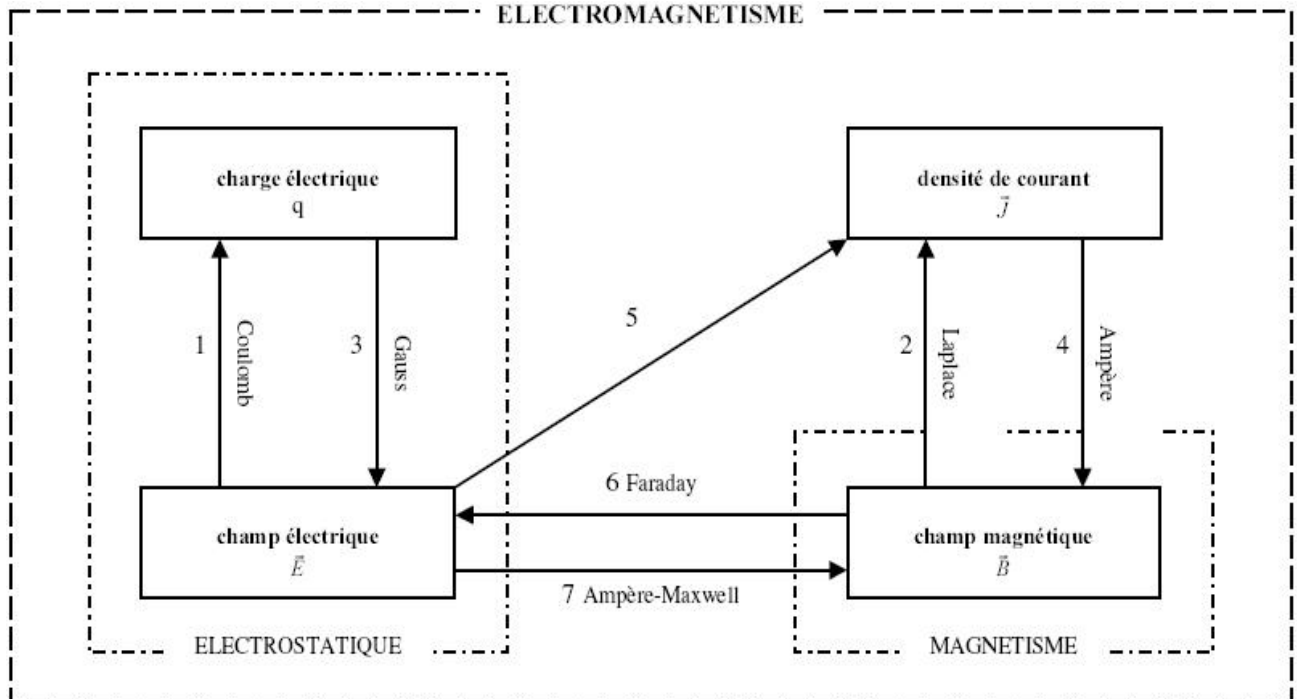 ELECTROMAGNETISME
charge électrique
q
densité de courant
J
1
Coulomb
3
Gauss
5
2
Laplace
4
Ampère
6 Faraday
champ électrique
E
champ magnétique
B
7 Ampère-Maxwell
ELECTROSTATIQUE
MAGNETISME